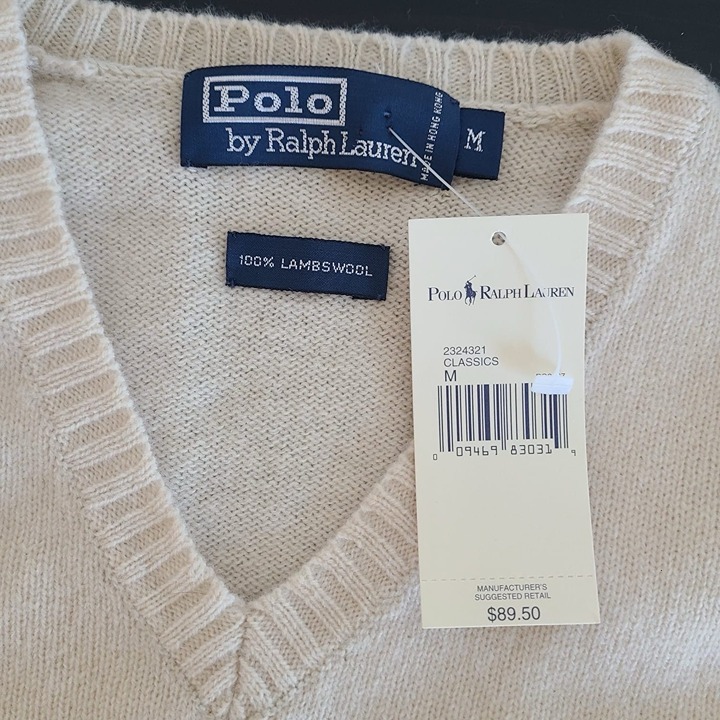 Polo
by Ralph Lauren
MADE IN HONG KONG
M
100% LAMBSWOOL
POLO RALPH LAUREN
2324321
CLASSICS
M
0 09469 83031 9
MANUFACTURER'S
SUGGESTED RETAIL
$89.50